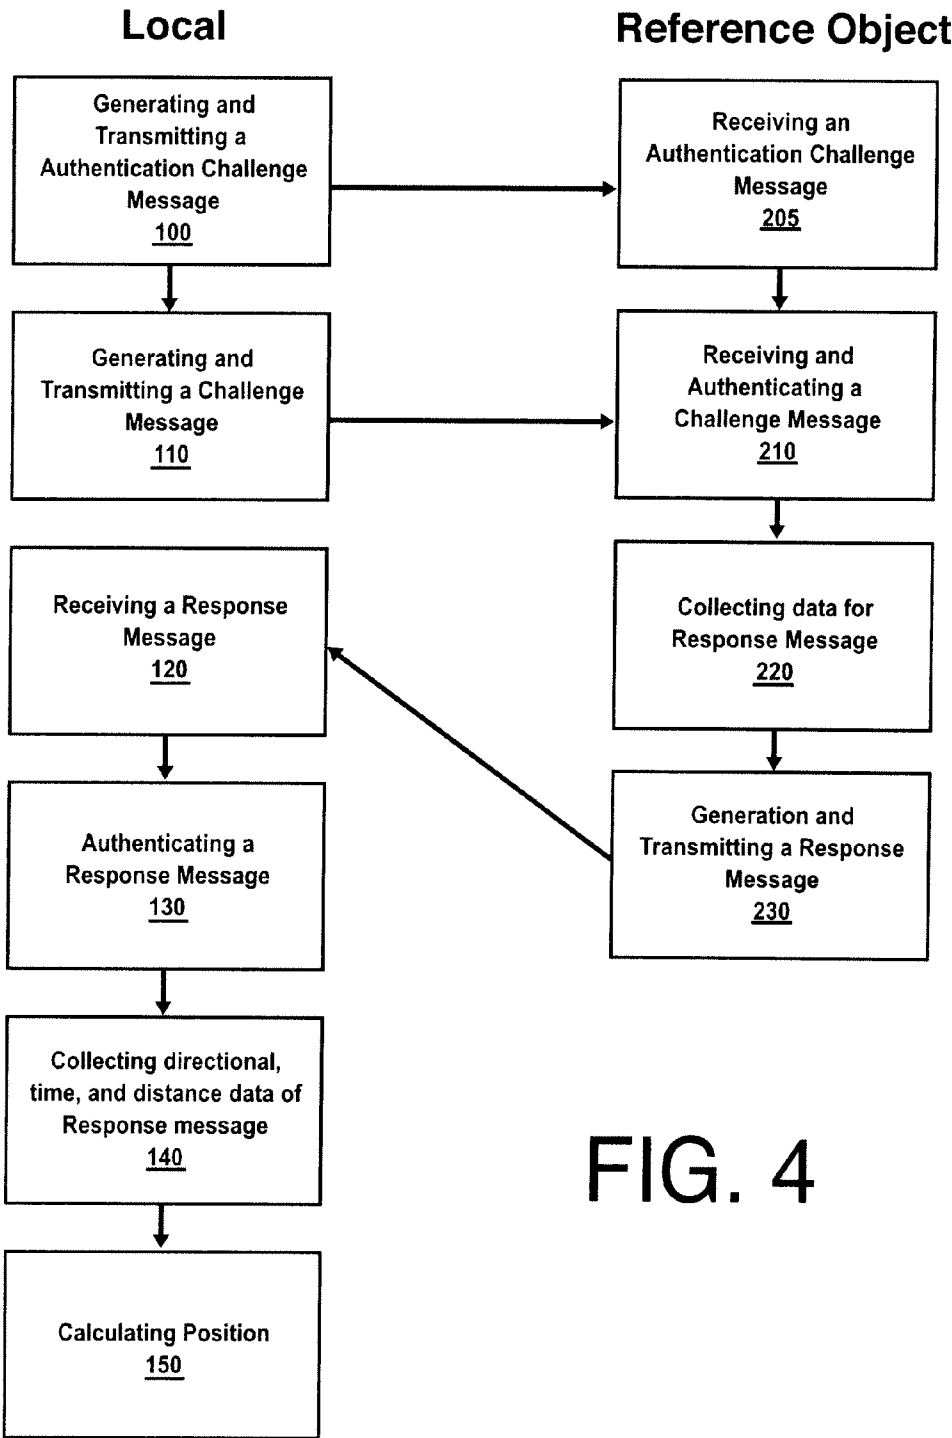 Local
Reference Object
Generating and
Transmitting a
Authentication Challenge
Message
100
Receiving an
Authentication Challenge
Message
205
Generating and
Transmitting a Challenge
Message
110
Receiving and
Authenticating a
Challenge Message
210
Receiving a Response
Message
120
Collecting data for
Response Message
220
Authenticating a
Response Message
130
Generation and
Transmitting a Response
Message
230
Collecting directional,
time, and distance data of
Response message
140
Calculating Position
150
FIG. 4